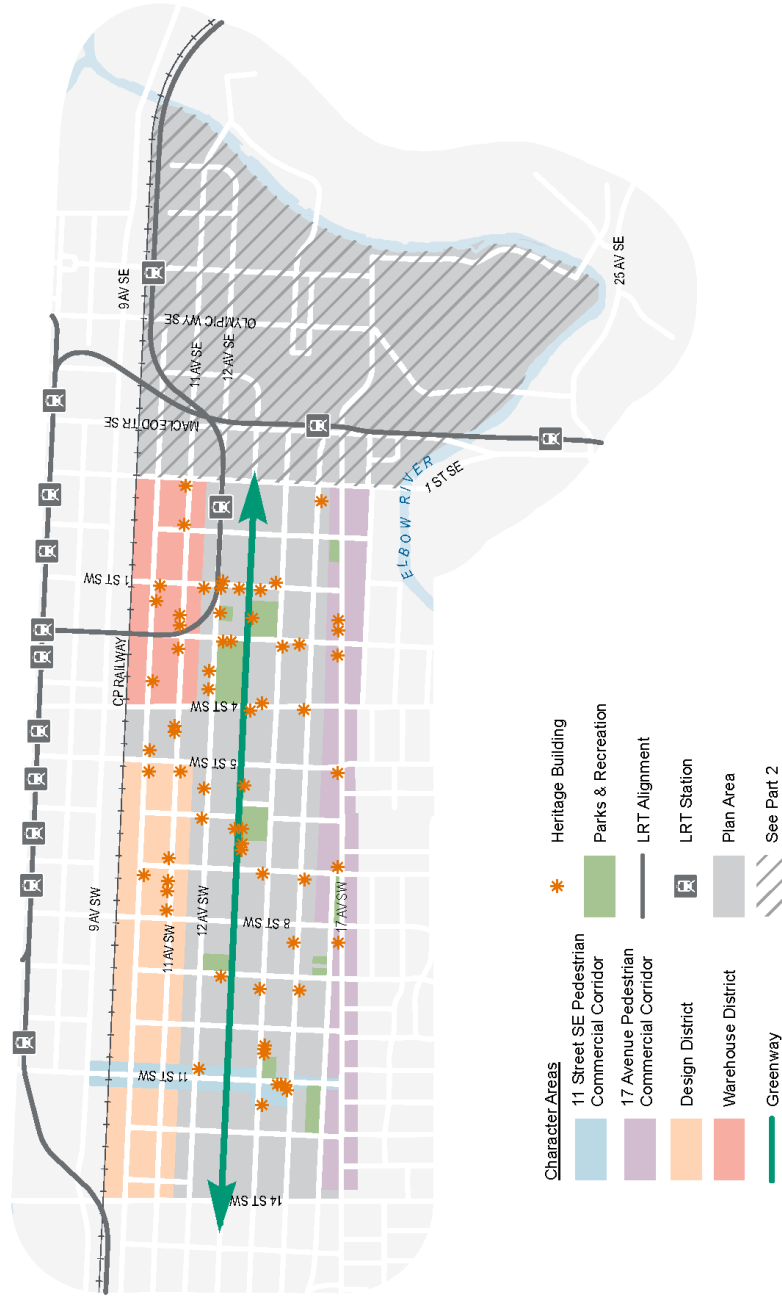 9 AV SE
11 AV SE
12 AV SE
OLYMPIC WY SE
25 AV SE
MACLEOD TR SE
1 ST SE
ELBOW RIVER
1 ST SW
CP RAILWAY
4 ST SW
5 ST SW
9 AV SW
11 AV SW
12 AV SW
8 ST SW
17 AV SW
11 ST SW
14 ST SW
Character Areas
11 Street SE Pedestrian
Commercial Corridor
17 Avenue Pedestrian
Commercial Corridor
Design District
Warehouse District
Greenway
Heritage Building
Parks & Recreation
LRT Alignment
LRT Station
Plan Area
See Part 2